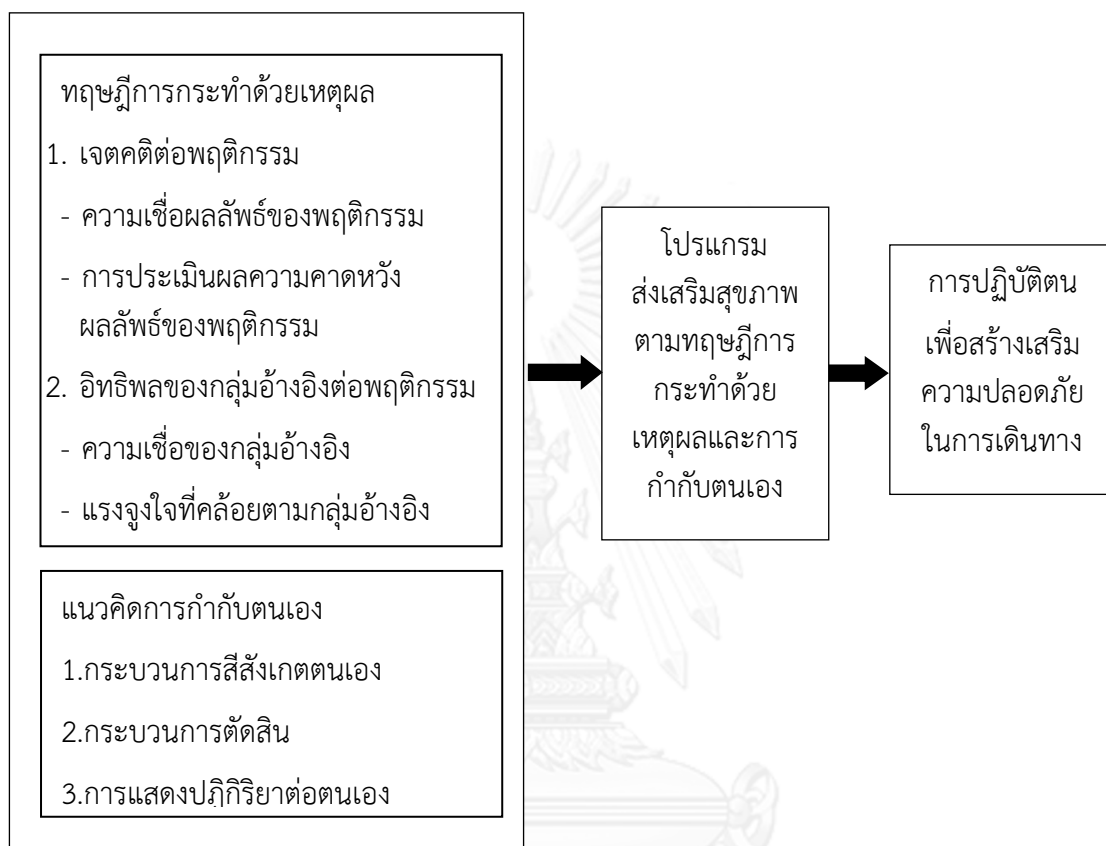 ทฤษฎีการกระทำด้วยเหตุผล
1. เจตคติต่อพฤติกรรม
- ความเชื่อผลลัพธ์ของพฤติกรรม
- การประเมินผลความคาดหวัง
ผลลัพธ์ของพฤติกรรม
2. อิทธิพลของกลุ่มอ้างอิงต่อพฤติกรรม
- ความเชื่อของกลุ่มอ้างอิง
- แรงจูงใจที่คล้อยตามกลุ่มอ้างอิง
แนวคิดการกำกับตนเอง
1.กระบวนการสีสังเกตตนเอง
2.กระบวนการตัดสิน
3.การแสดงปฏิกิริยาต่อตนเอง
โปรแกรม
ส่งเสริมสุขภาพ
ตามทฤษฎีการ
กระทำด้วย
เหตุผลและการ
กำกับตนเอง
การปฏิบัติตน
เพื่อสร้างเสริม
ความปลอดภัย
ในการเดินทาง